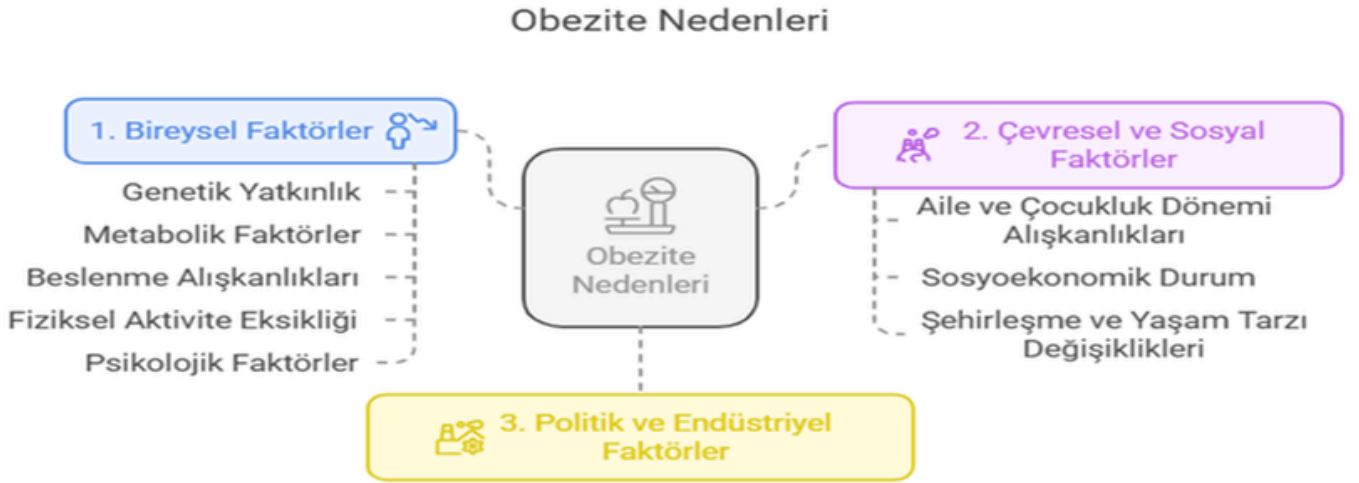 Obezite Nedenleri
1. Bireysel Faktörler
Genetik Yatkınlık
Metabolik Faktörler
Beslenme Alışkanlıkları
Fiziksel Aktivite Eksikliği
Psikolojik Faktörler
Obezite
Nedenleri
2. Çevresel ve Sosyal
Faktörler
Aile ve Çocukluk Dönemi
Alışkanlıkları
Sosyoekonomik Durum
Şehirleşme ve Yaşam Tarzı
Değişiklikleri
3. Politik ve Endüstriyel
Faktörler